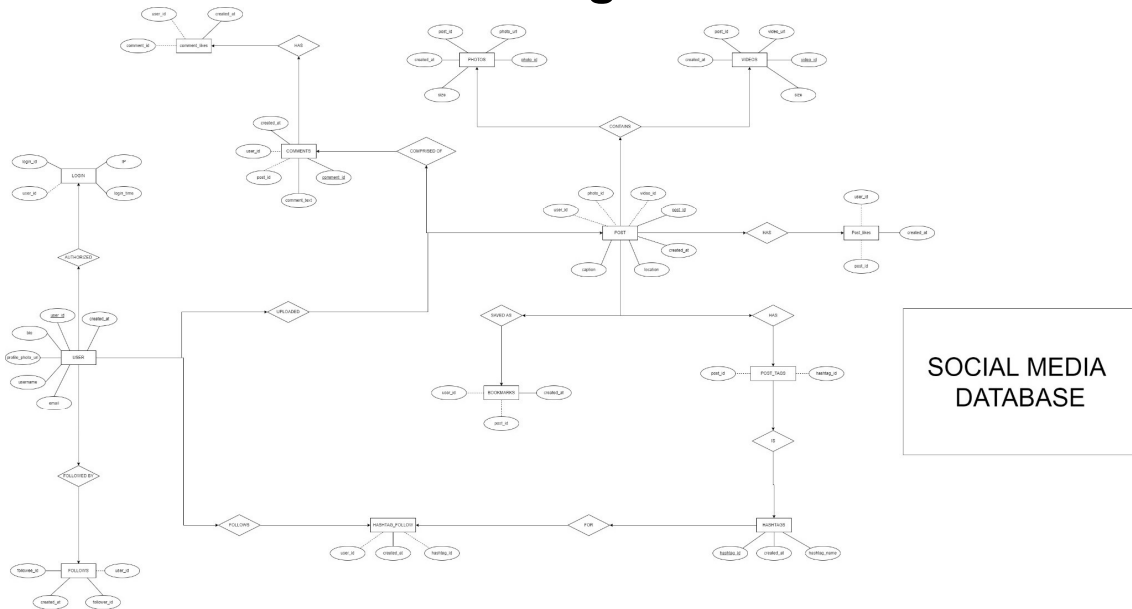 user_id
created_at
comment_id
comment_likes
HAS
post_id
photo_url
created_at
PHOTOS
photo_id
size
post_id
video_url
created_at
VIDEOS
video_id
size
CONTAINS
created_at
user_id
COMMENTS
post_id
comment_id
comment_text
COMPRISED OF
login_id
IP
LOGIN
user_id
login_time
AUTHORIZED
photo_id
video_id
user_id
post_id
POST
created_at
caption
location
HAS
user_id
Post_likes
created_at
post_id
user_id
created_at
bio
profile_photo_url
USER
username
email
UPLOADED
SAVED AS
HAS
user_id
BOOKMARKS
created_at
post_id
post_id
POST_TAGS
hashtag_id
IS
SOCIAL MEDIA
DATABASE
FOLLOWED BY
FOLLOWS
HASHTAG_FOLLOW
FOR
HASHTAGS
user_id
created_at
hashtag_id
hashtag_id
created_at
hashtag_name
followee_id
FOLLOWS
user_id
created_at
follower_id